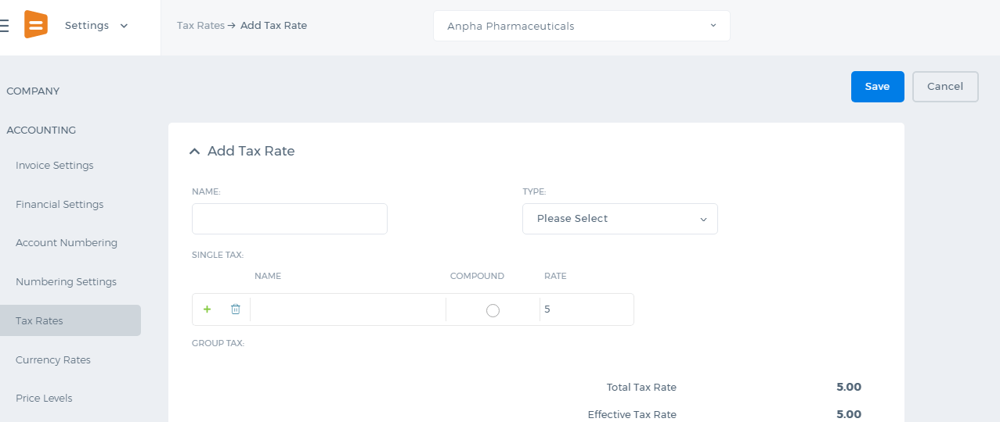 Settings
Tax Rates → Add Tax Rate
Anpha Pharmaceuticals
Save
Cancel
COMPANY
ACCOUNTING
Invoice Settings
Financial Settings
Account Numbering
Numbering Settings
Tax Rates
Currency Rates
Price Levels
Add Tax Rate
NAME:
TYPE:
Please Select
SINGLE TAX:
NAME COMPOUND RATE
5
GROUP TAX:
Total Tax Rate 5.00
Effective Tax Rate 5.00